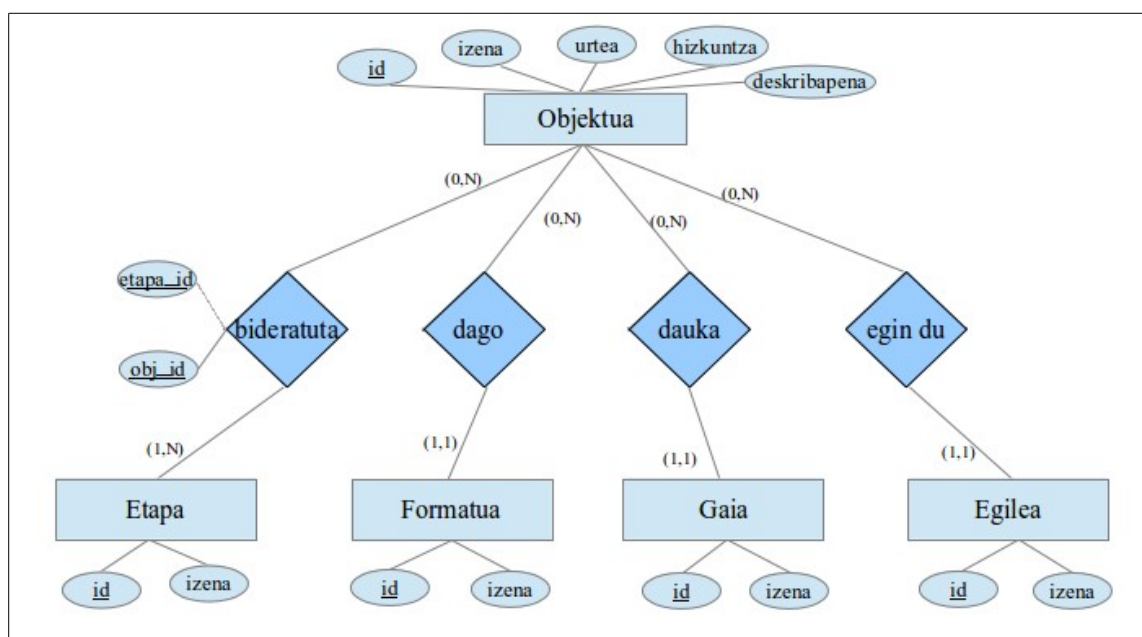 id
izena
urtea
hizkuntza
deskribapena
Objektua
(0,N)
(0,N)
(0,N)
(0,N)
etapa_id
obj_id
bideratuta
dago
dauka
egin du
(1,N)
(1,1)
(1,1)
(1,1)
Etapa
Formatua
Gaia
Egilea
id
izena
id
izena
id
izena
id
izena